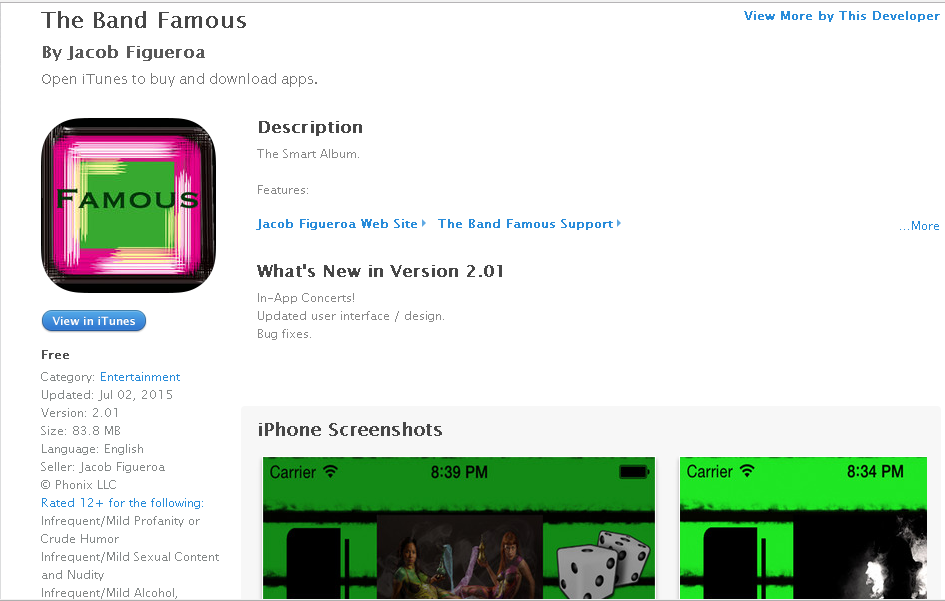 The Band Famous
View More by This Developer
By Jacob Figueroa
Open iTunes to buy and download apps.
FAMOUS
View in iTunes
Free
Category: Entertainment
Updated: Jul 02, 2015
Version: 2.01
Size: 83.8 MB
Language: English
Seller: Jacob Figueroa
© Phonix LLC
Rated 12+ for the following:
Infrequent/Mild Profanity or
Crude Humor
Infrequent/Mild Sexual Content
and Nudity
Infrequent/Mild Alcohol,
Description
The Smart Album.
Features:
Jacob Figueroa Web Site
The Band Famous Support
...More
What's New in Version 2.01
In-App Concerts!
Updated user interface / design.
Bug fixes.
iPhone Screenshots
Carrier 8:39 PM
Carrier 8:34 PM